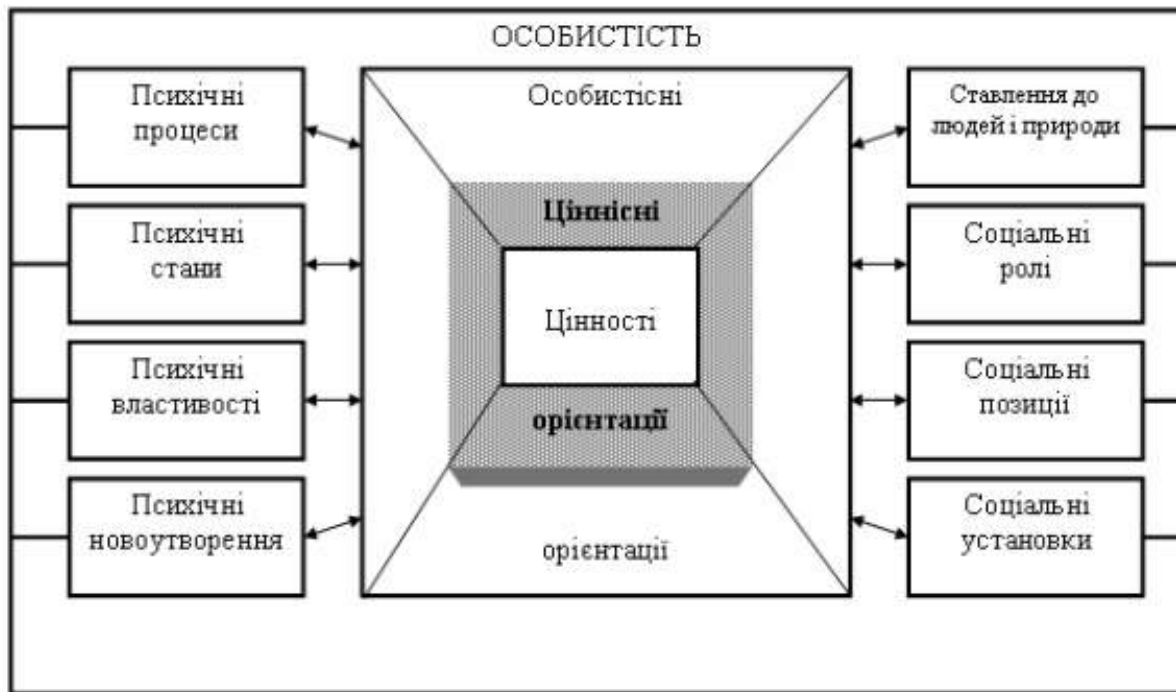 ОСОБИСТІСТЬ
Психічні
процеси
Психічні
стани
Психічні
властивості
Психічні
новоутворення
Особистісні
Ціннісні
Цінності
орієнтації
орієнтації
Ставлення до
людей і природи
Соціальні
ролі
Соціальні
позиції
Соціальні
установки